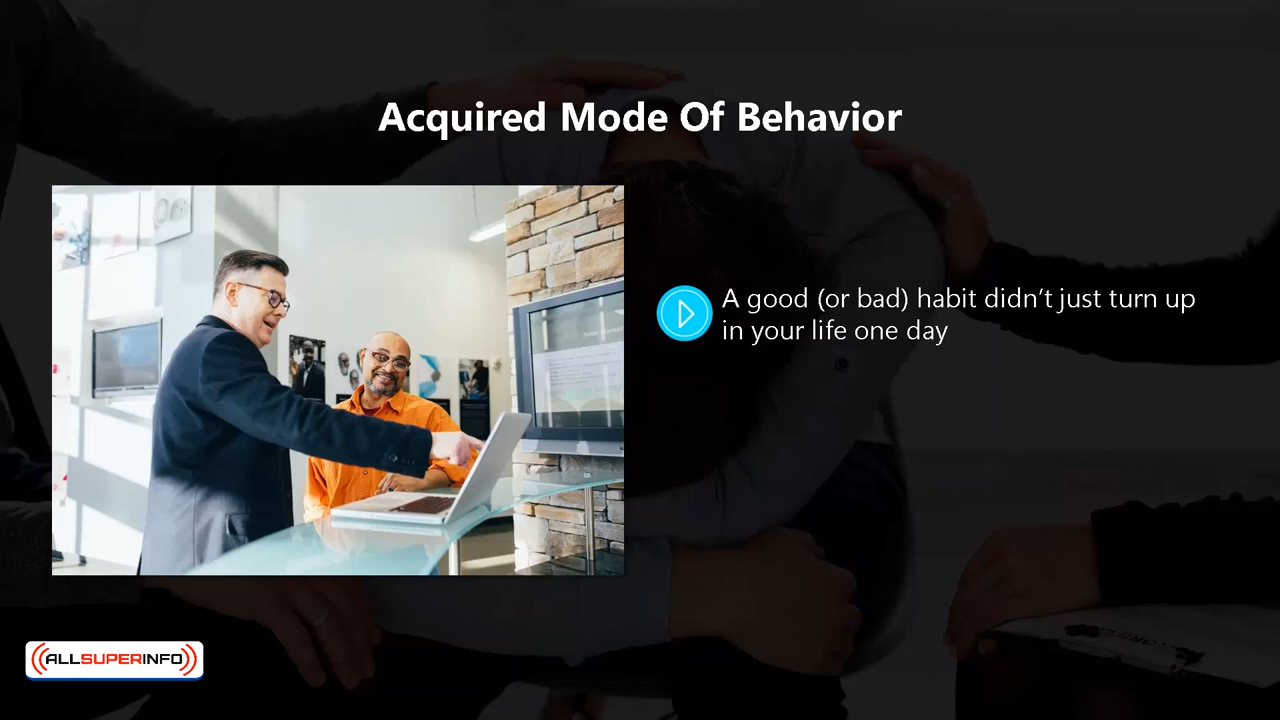 Acquired Mode Of Behavior
A good (or bad) habit didn't just turn up
in your life one day
ALLSUPERINFO